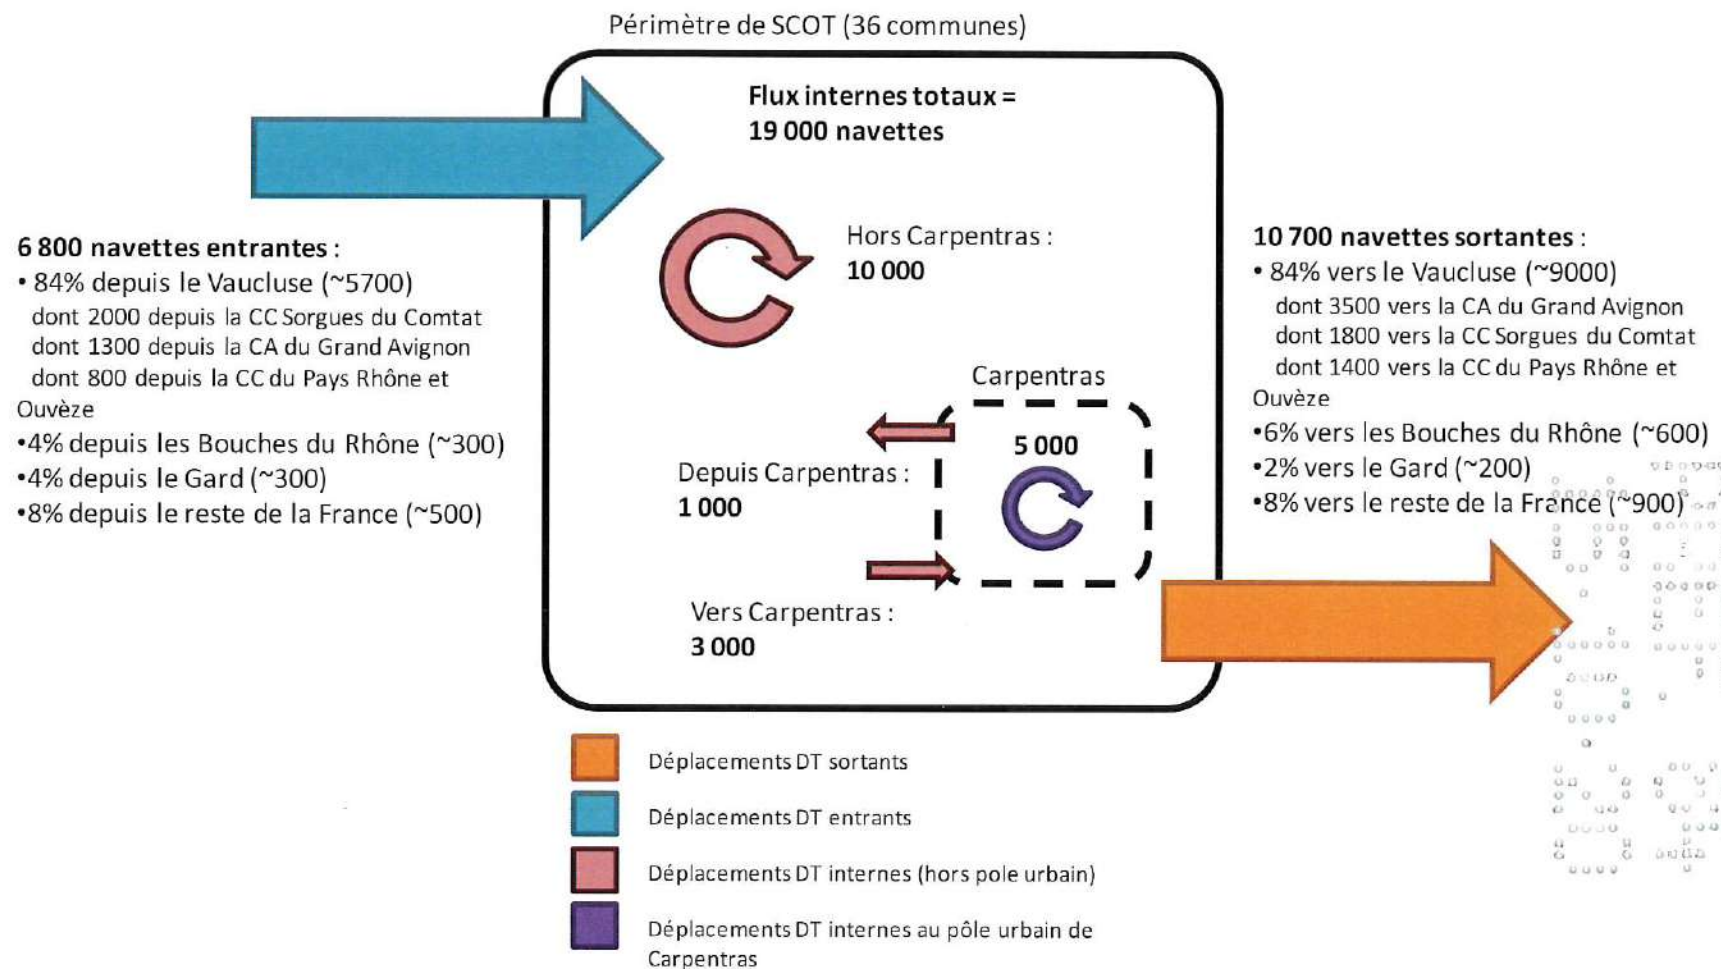 Périmètre de SCOT (36 communes)
Flux internes totaux =
19 000 navettes
6 800 navettes entrantes :
• 84% depuis le Vaucluse (~5700)
dont 2000 depuis la CC Sorgues du Comtat
dont 1300 depuis la CA du Grand Avignon
dont 800 depuis la CC du Pays Rhône et
Ouvèze
•4% depuis les Bouches du Rhône (~300)
•4% depuis le Gard (~300)
•8% depuis le reste de la France (~500)
Hors Carpentras :
10 000
Carpentras
5 000
Depuis Carpentras :
1 000
Vers Carpentras :
3 000
10 700 navettes sortantes :
• 84% vers le Vaucluse (~9000)
dont 3500 vers la CA du Grand Avignon
dont 1800 vers la CC Sorgues du Comtat
dont 1400 vers la CC du Pays Rhône et
Ouvèze
•6% vers les Bouches du Rhône (~600)
•2% vers le Gard (~200)
•8% vers le reste de la France (~900)
Déplacements DT sortants
Déplacements DT entrants
Déplacements DT internes (hors pole urbain)
Déplacements DT internes au pôle urbain de
Carpentras